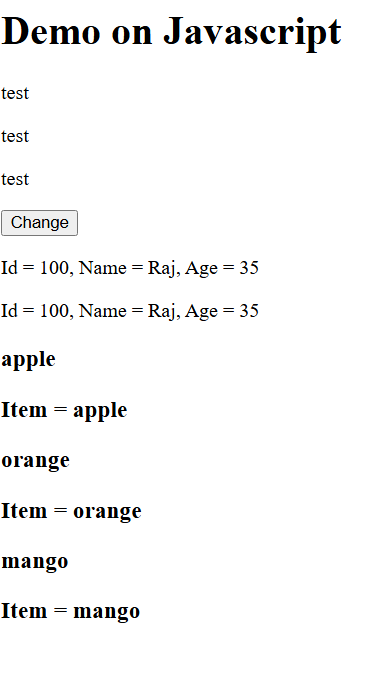 Demo on Javascript
test
test
test
Change
Id = 100, Name = Raj, Age = 35
Id = 100, Name = Raj, Age = 35
apple
Item = apple
orange
Item = orange
mango
Item = mango